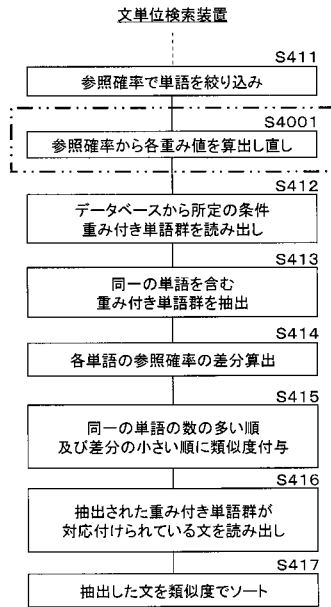 文単位検索装置
S411
参照確率で単語を絞り込み
S4001
参照確率から各重み値を算出し直し
S412
データベースから所定の条件
重み付き単語群を読み出し
S413
同一の単語を含む
重み付き単語群を抽出
S414
各単語の参照確率の差分算出
S415
同一の単語の数の多い順
及び差分の小さい順に類似度付与
S416
抽出された重み付き単語群が
対応付けられている文を読み出し
S417
抽出した文を類似度でソート